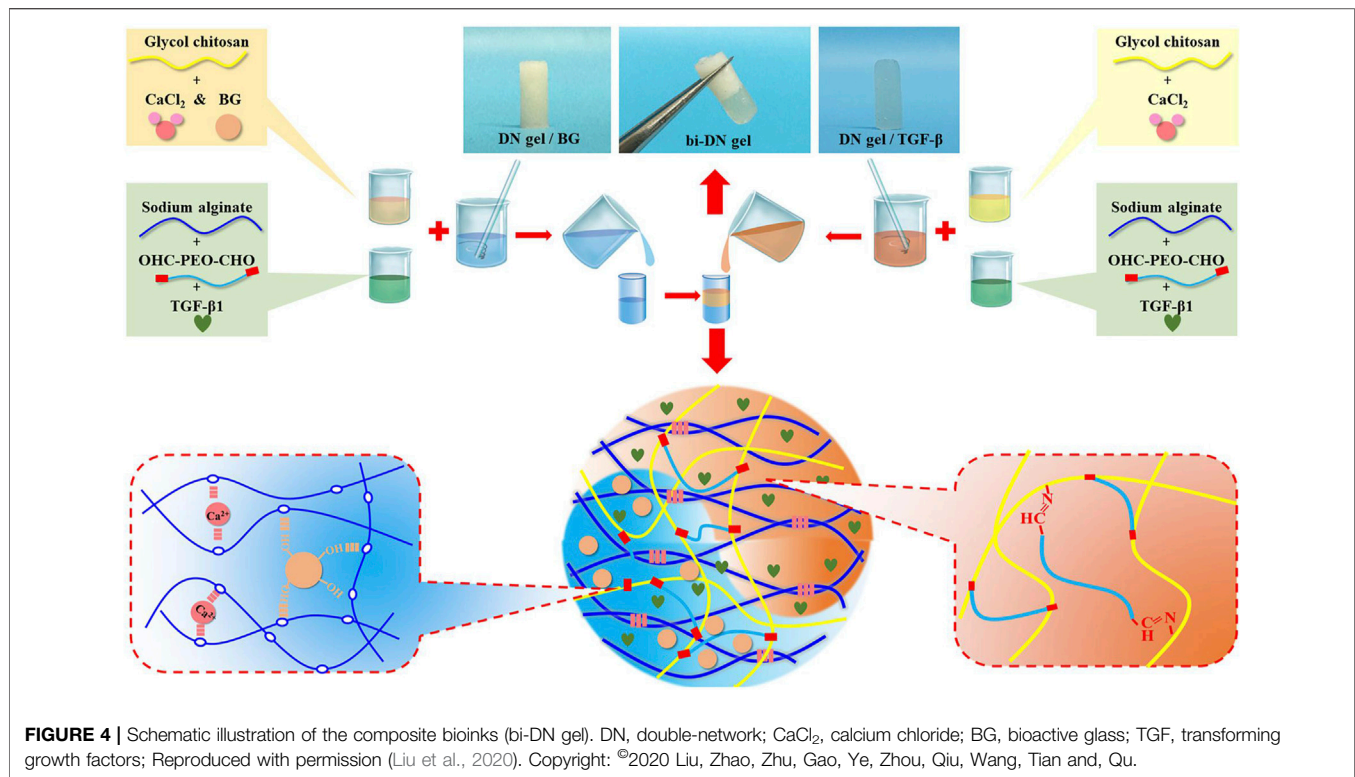 Glycol chitosan
+
CaCl₂ & BG
DN gel / BG
bi-DN gel
DN gel / TGF-β
Glycol chitosan
+
CaCl₂
Sodium alginate
+
OHC-PEO-CHO
+
TGF-β1
Sodium alginate
+
OHC-PEO-CHO
+
TGF-β1
Ca²⁺
OH
OH
OH
OH
Ca²⁺
N
HC
C=N
H
FIGURE 4 | Schematic illustration of the composite bioinks (bi-DN gel). DN, double-network; CaCl₂, calcium chloride; BG, bioactive glass; TGF, transforming
growth factors; Reproduced with permission (Liu et al., 2020). Copyright: ©2020 Liu, Zhao, Zhu, Gao, Ye, Zhou, Qiu, Wang, Tian and, Qu.